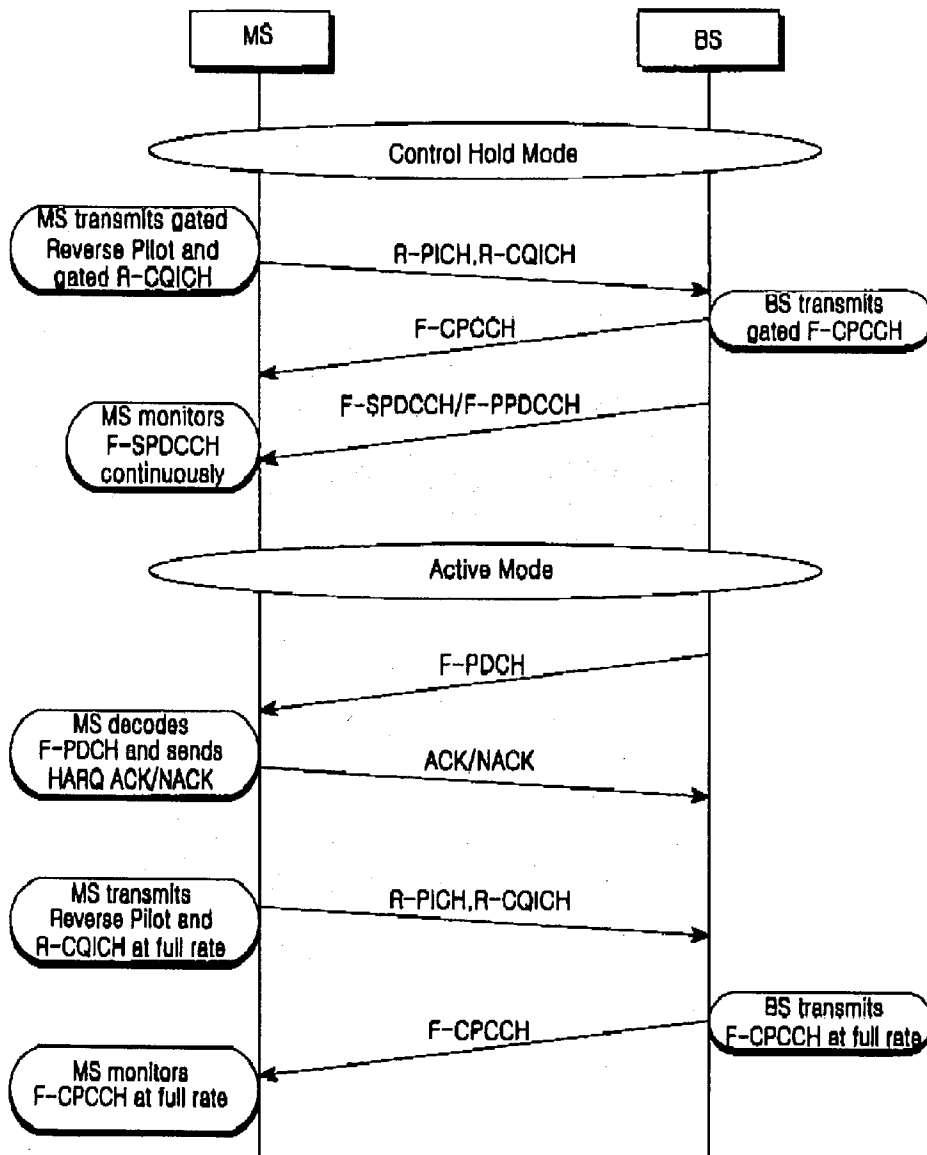 MS
BS
Control Hold Mode
MS transmits gated
Reverse Pilot and
gated R-CQICH
R-PICH,R-CQICH
BS transmits
gated F-CPCCH
F-CPCCH
F-SPDCCH/F-PPDCCH
MS monitors
F-SPDCCH
continuously
Active Mode
F-PDCH
MS decodes
F-PDCH and sends
HARQ ACK/NACK
ACK/NACK
MS transmits
Reverse Pilot and
R-CQICH at full rate
R-PICH,R-CQICH
BS transmits
F-CPCCH at full rate
F-CPCCH
MS monitors
F-CPCCH at full rate